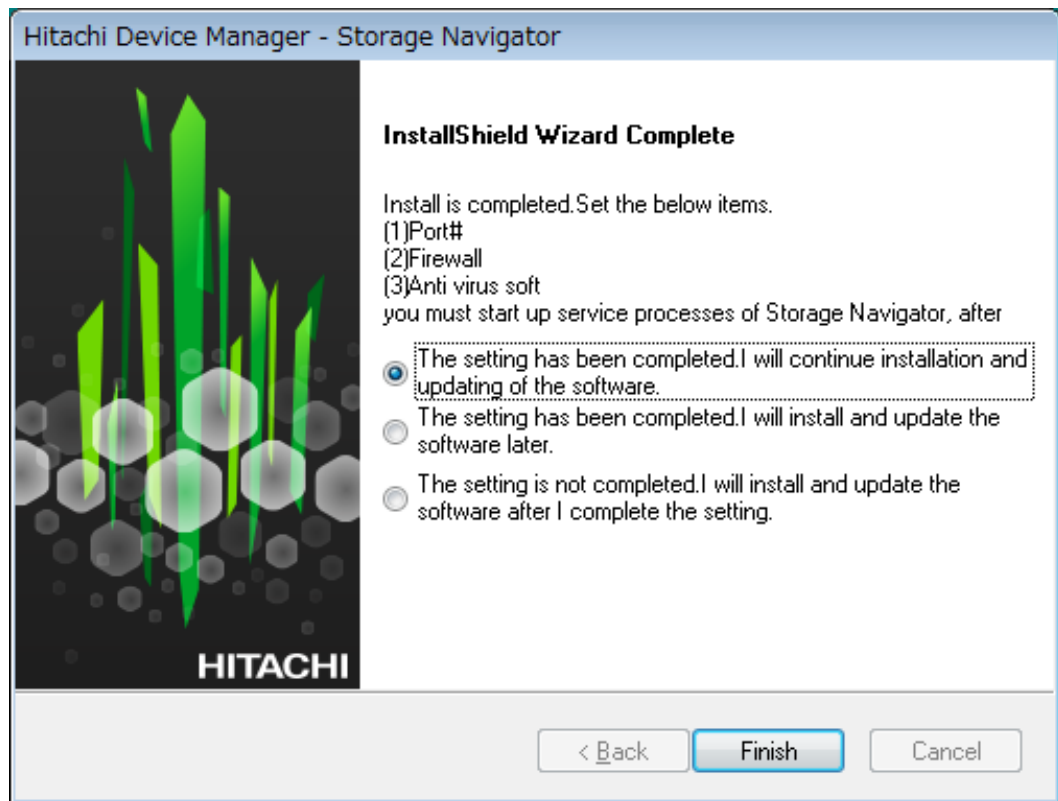 Hitachi Device Manager - Storage Navigator
InstallShield Wizard Complete
Install is completed.Set the below items.
(1)Port#
(2)Firewall
(3)Anti virus soft
you must start up service processes of Storage Navigator, after
The setting has been completed.I will continue installation and
updating of the software.
The setting has been completed.I will install and update the
software later.
The setting is not completed.I will install and update the
software after I complete the setting.
HITACHI
< Back
Finish
Cancel